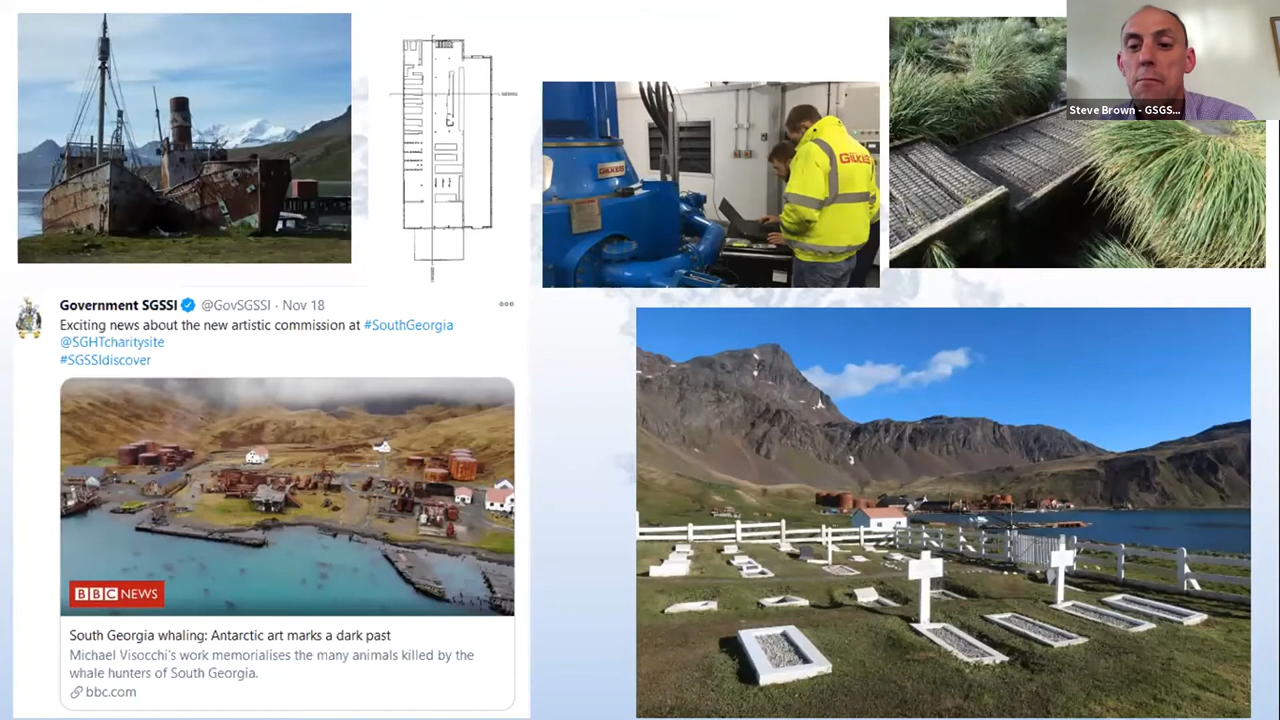 Steve Brown - GSGS...
GILKES
GILKES
Government SGSSI @GovSGSSI · Nov 18
Exciting news about the new artistic commission at #SouthGeorgia
@SGHTcharitysite
#SGSSIdiscover
BBC NEWS
South Georgia whaling: Antarctic art marks a dark past
Michael Visocchi's work memorialises the many animals killed by the
whale hunters of South Georgia.
bbc.com